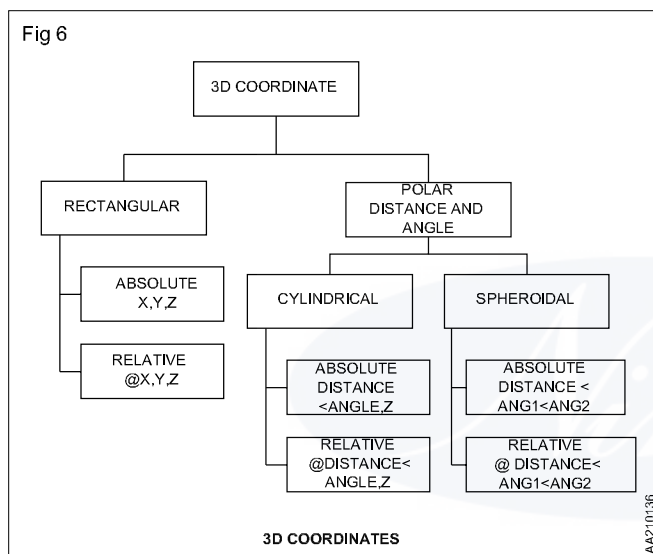 Fig 6
3D COORDINATE
RECTANGULAR
POLAR
DISTANCE AND
ANGLE
ABSOLUTE
X,Y,Z
RELATIVE
@X,Y,Z
CYLINDRICAL
SPHEROIDAL
ABSOLUTE
DISTANCE
<ANGLE,Z
RELATIVE
@DISTANCE<
ANGLE,Z
ABSOLUTE
DISTANCE <
ANG1<ANG2
RELATIVE
@ DISTANCE<
ANG1<ANG2
3D COORDINATES
AA210136